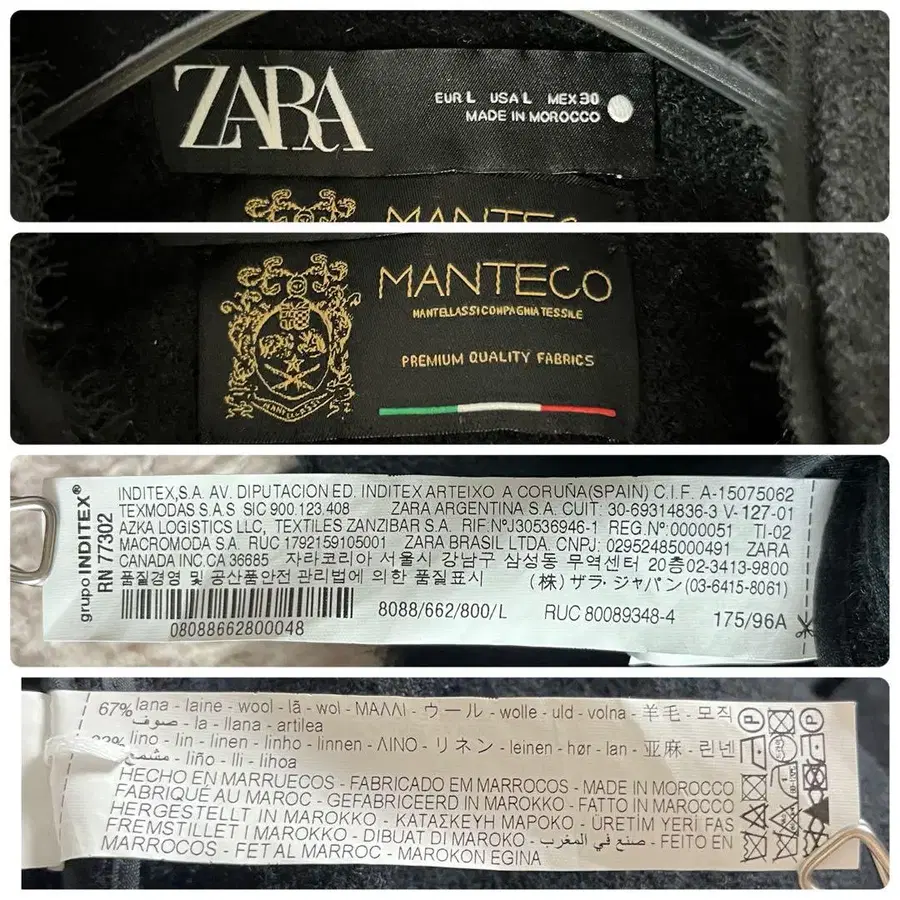 ZARA
EUR L USA L MEX 30
MADE IN MOROCCO
MANTECO
MANTECO
MANTELLASSI COMPAGNIA TESSILE
PREMIUM QUALITY FABRICS
MANTELLASSI
grupo INDITEX®
RN 77302
INDITEX,S.A. AV. DIPUTACION ED. INDITEX ARTEIXO A CORUÑA(SPAIN) C.I.F. A-15075062
TEXMODAS S.A.S SIC 900.123.408 ZARA ARGENTINA S.A. CUIT: 30-69314836-3 V-127-01
AZKA LOGISTICS LLC, TEXTILES ZANZIBAR S.A. RIF.NºJ30536946-1 REG.Nº:0000051 TI-02
MACROMODA S.A. RUC 1792159105001 ZARA BRASIL LTDA. CNPJ: 02952485000491 ZARA
CANADA INC.CA 36685 자라코리아 서울시 강남구 삼성동 무역센터 20층02-3413-9800
품질경영 및 공산품안전 관리법에 의한 품질표시 (株) ザラ・ジャパン (03-6415-8061)
8088/662/800/L RUC 80089348-4 175/96A
08088662800048
67% lana - laine - wool - lã - wol - ΜΑΛΛΙ - ウール - wolle - uld - volna - 羊毛 - 모직
صوف - la - llana - artilea
lino - lin - linen - linho - linnen - ΛΙΝΟ - リネン - leinen - hør - lan - 亚麻 - 린넨
- liño - lli - lihoa
HECHO EN MARRUECOS - FABRICADO EM MARROCOS - MADE IN MOROCCO
FABRIQUÉ AU MAROC - GEFABRICEERD IN MAROKKO - FATTO IN MAROCCO
HERGESTELLT IN MAROKKO - ΚΑΤΑΣΚΕΥΗ ΜΑΡΟΚΟ - ÜRETİM YERİ FAS
FREMSTILLET I MAROKKO - DIBUAT DI MAROKO - صنع في المغرب - FEITO EN
MARROCOS - FET AL MARROC - MAROKON EGINA